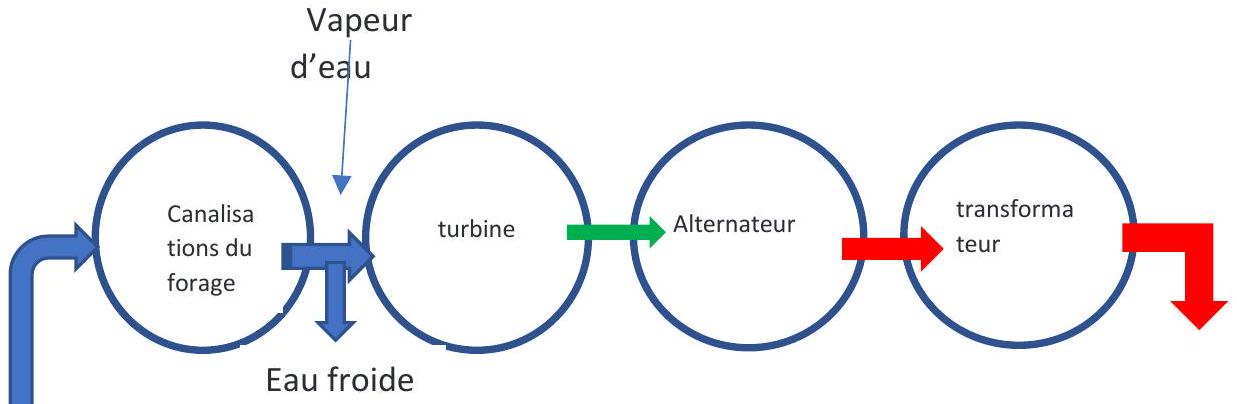 Vapeur
d’eau
Canalisa
tions du
forage
turbine
Alternateur
transforma
teur
Eau froide